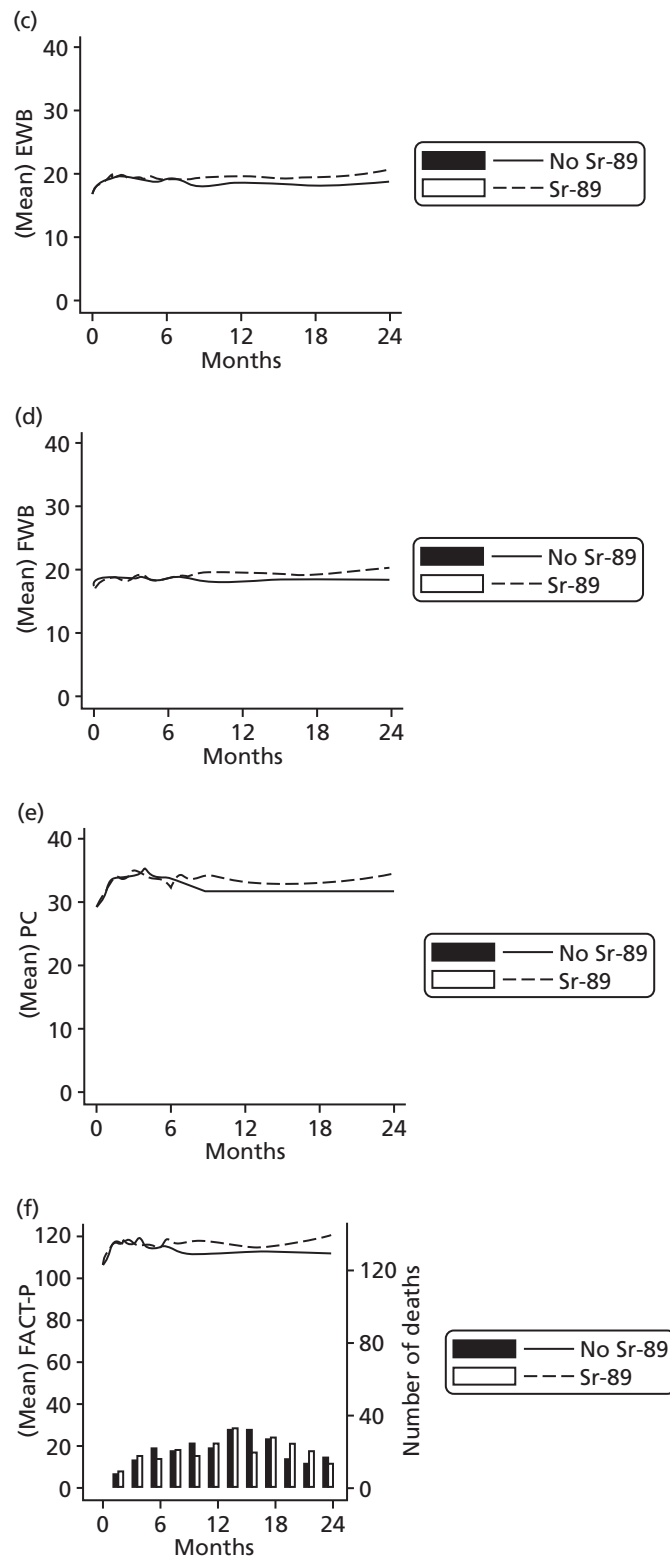 (c)
40
30
20
10
0
(Mean) EWB
0 6 12 18 24
Months
No Sr-89
Sr-89
(d)
40
30
20
10
0
(Mean) FWB
0 6 12 18 24
Months
No Sr-89
Sr-89
(e)
40
30
20
10
0
(Mean) PC
0 6 12 18 24
Months
No Sr-89
Sr-89
(f)
120
100
80
60
40
20
0
(Mean) FACT-P
120
80
40
0
Number of deaths
0 6 12 18 24
Months
No Sr-89
Sr-89